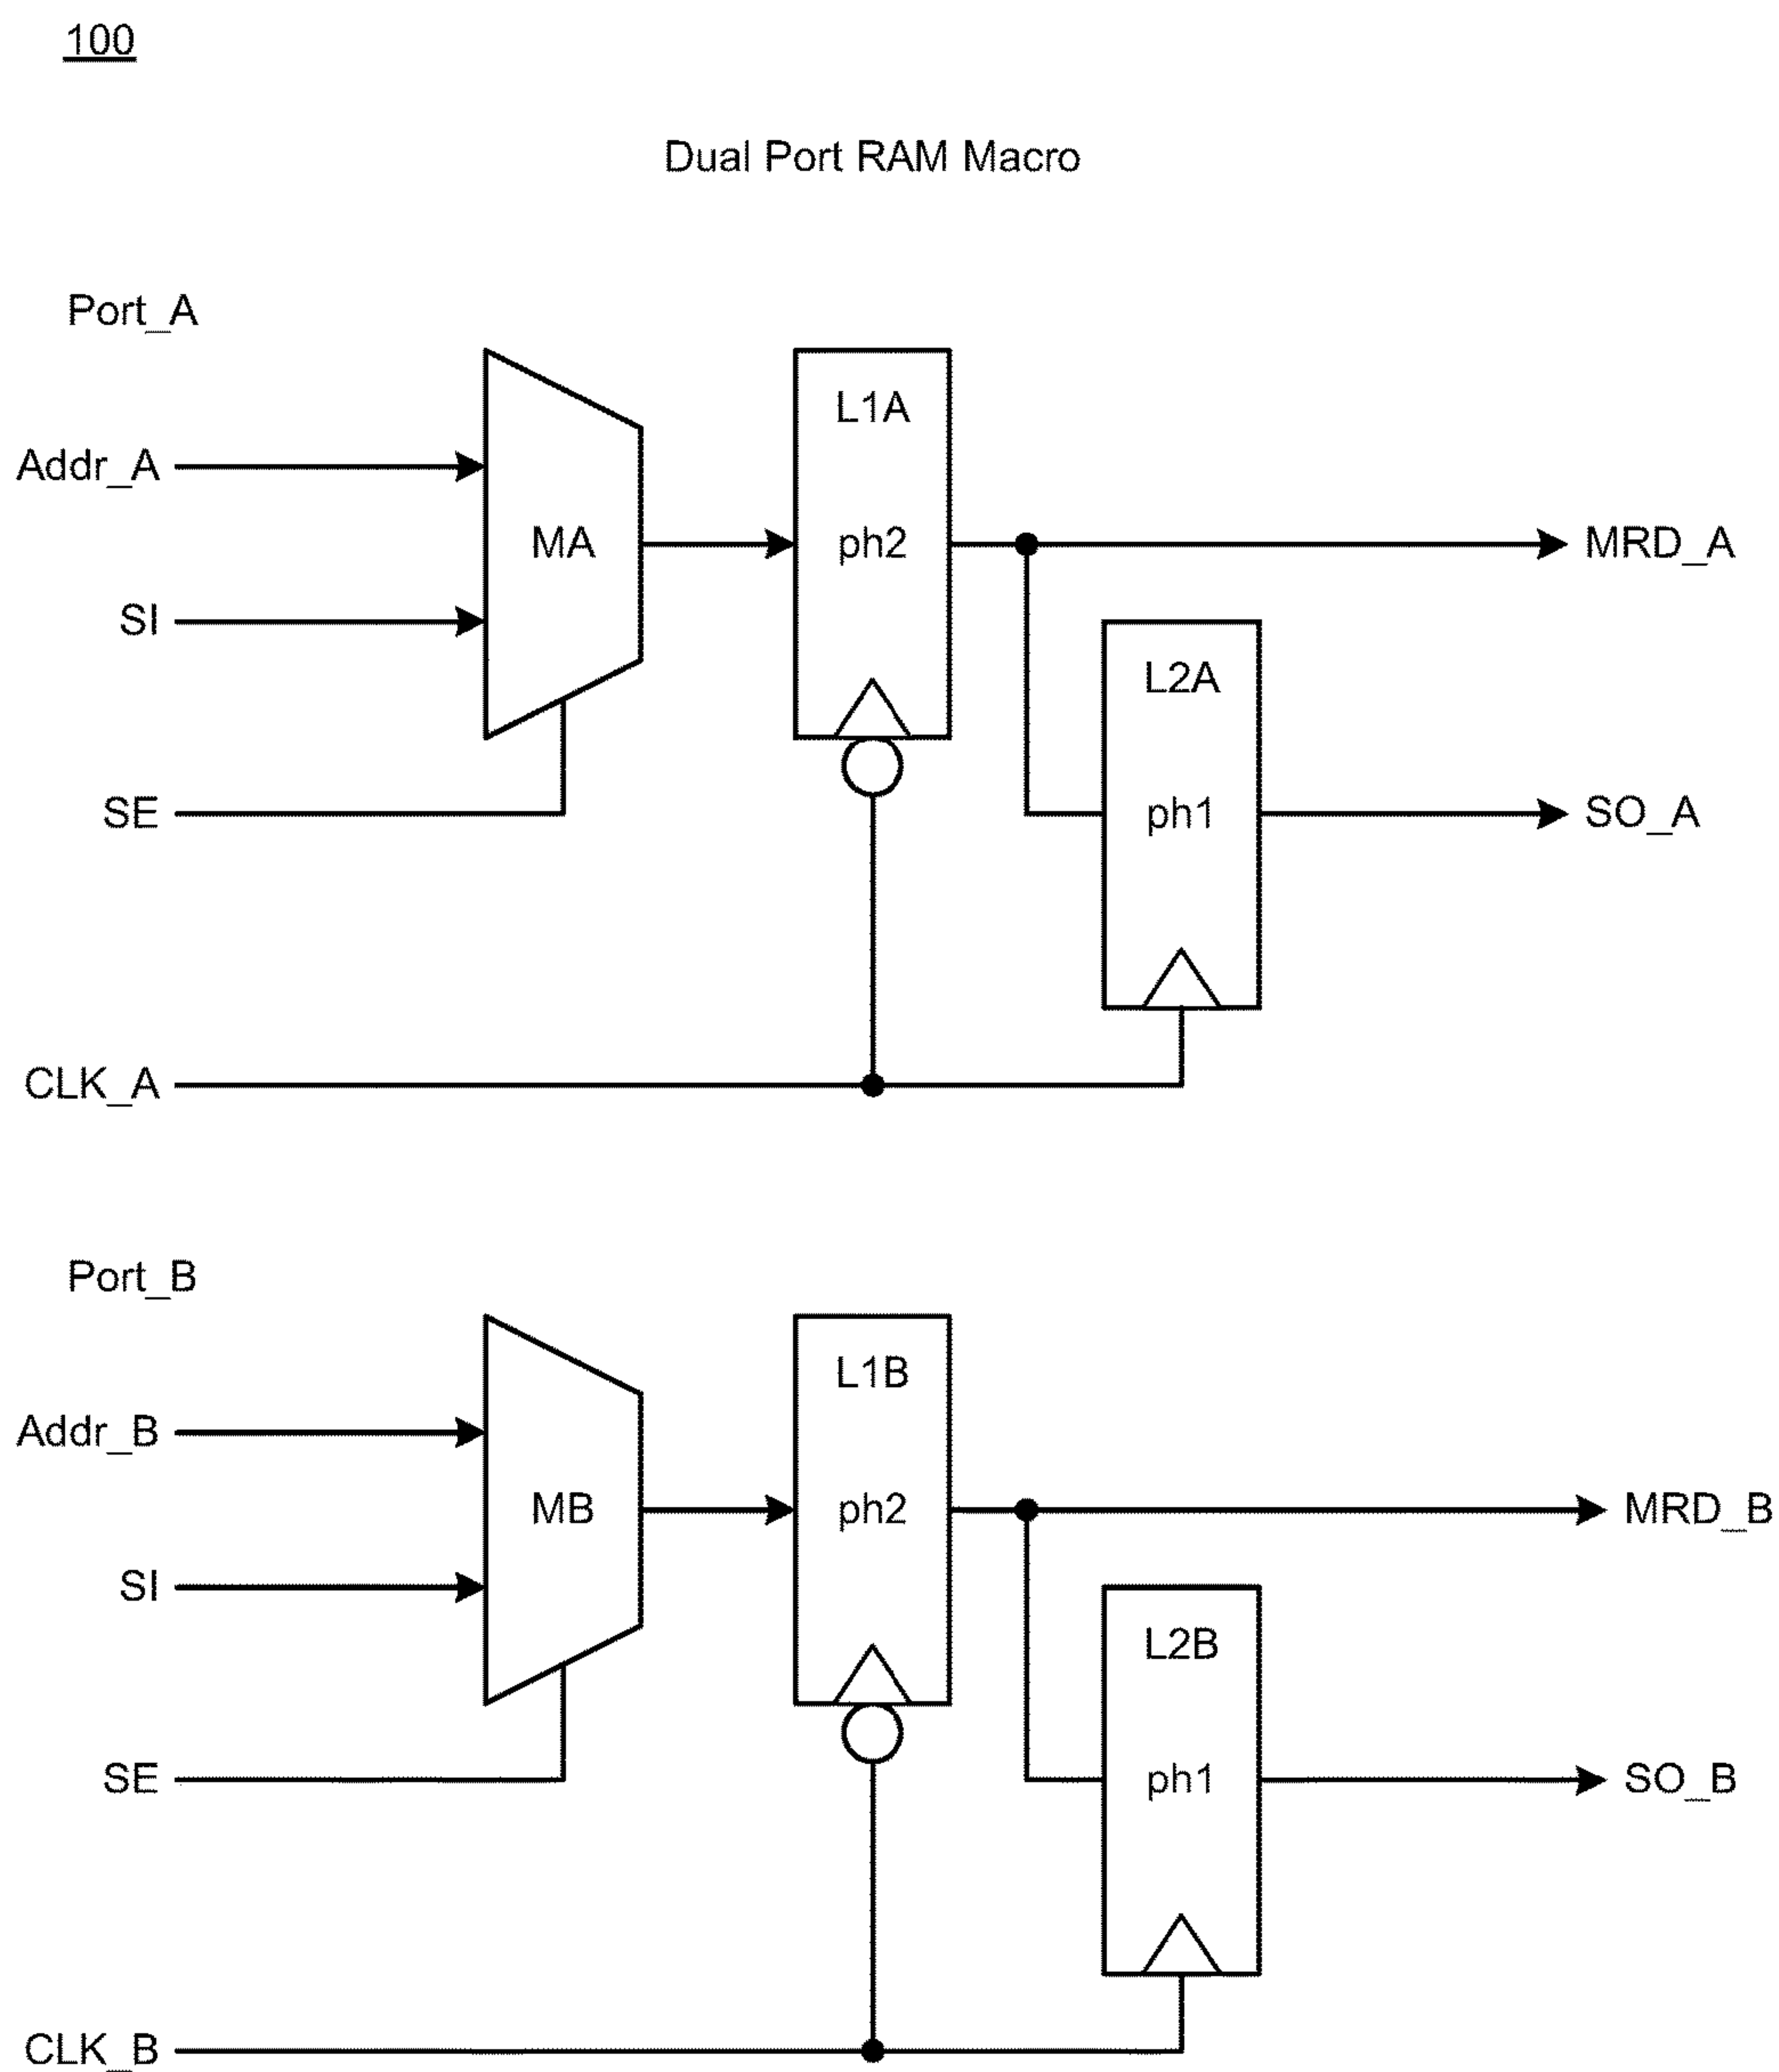 100
Dual Port RAM Macro
Port_A
Addr_A
SI
SE
CLK_A
MA
L1A
ph2
L2A
ph1
MRD_A
SO_A
Port_B
Addr_B
SI
SE
CLK_B
MB
L1B
ph2
L2B
ph1
MRD_B
SO_B